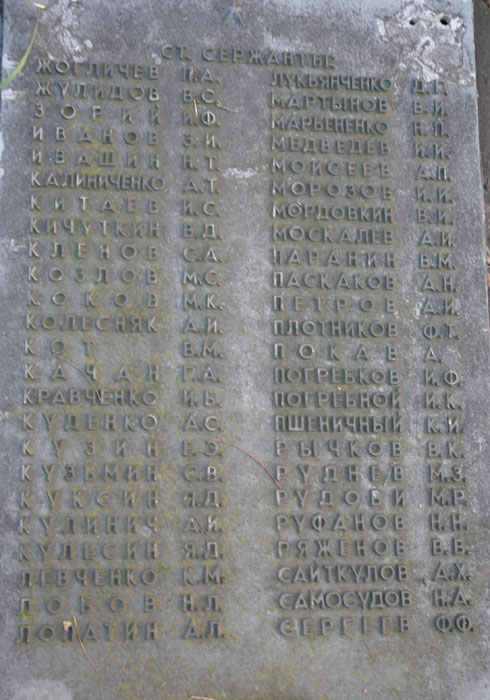 СТ. СЕРЖАНТЫ:
ЖОГЛИЧЕВ П.А.
ЖУЛИДОВ В.С.
ЗОРИЙ И.Ф.
ИВАНОВ З.И.
ИВАШИН Н.Т.
КАЛИНИЧЕНКО А.Т.
КИТАЕВ И.С.
КИЧУТКИН В.Д.
КЛЕНОВ С.А.
КОЗЛОВ М.С.
КОКОВ М.К.
КОЛЕСНЯК А.И.
КОТ В.М.
КАЧАН Г.А.
КРАВЧЕНКО И.Б.
КУДЕНКО А.С.
КУЗИН Е.Э.
КУЗЬМИН С.В.
КУКСИН Я.Д.
КУЛИНИЧ А.И.
КУЛЕСИН Я.Д.
ЛЕВЧЕНКО К.М.
ЛОБОВ Н.Л.
ЛОПАТИН А.Л.
ЛУКЬЯНЧЕНКО Д.Г.
МАРТЫНОВ В.И.
МАРЬЕНЕНКО Н.Л.
МЕДВЕДЕВ И.И.
МОИСЕЕВ А.П.
МОРОЗОВ И.И.
МОРДОВКИН В.И.
МОСКАЛЕВ А.И.
ПАРАНИН В.М.
ПАСКАКОВ А.Н.
ПЕТРОВ А.И.
ПЛОТНИКОВ Ф.Т.
ПОКАВ А.
ПОГРЕБКОВ И.Ф.
ПОГРЕБНОЙ И.К.
ПШЕНИЧНЫЙ К.И.
РЫЧКОВ В.К.
РУДНЕВ М.З.
РУДОВИ М.Р.
РУФАНОВ Н.Н.
РЯЖЕНОВ В.В.
САИТКУЛОВ А.Х.
САМОСУДОВ Н.А.
СЕРГЕЕВ Ф.Ф.